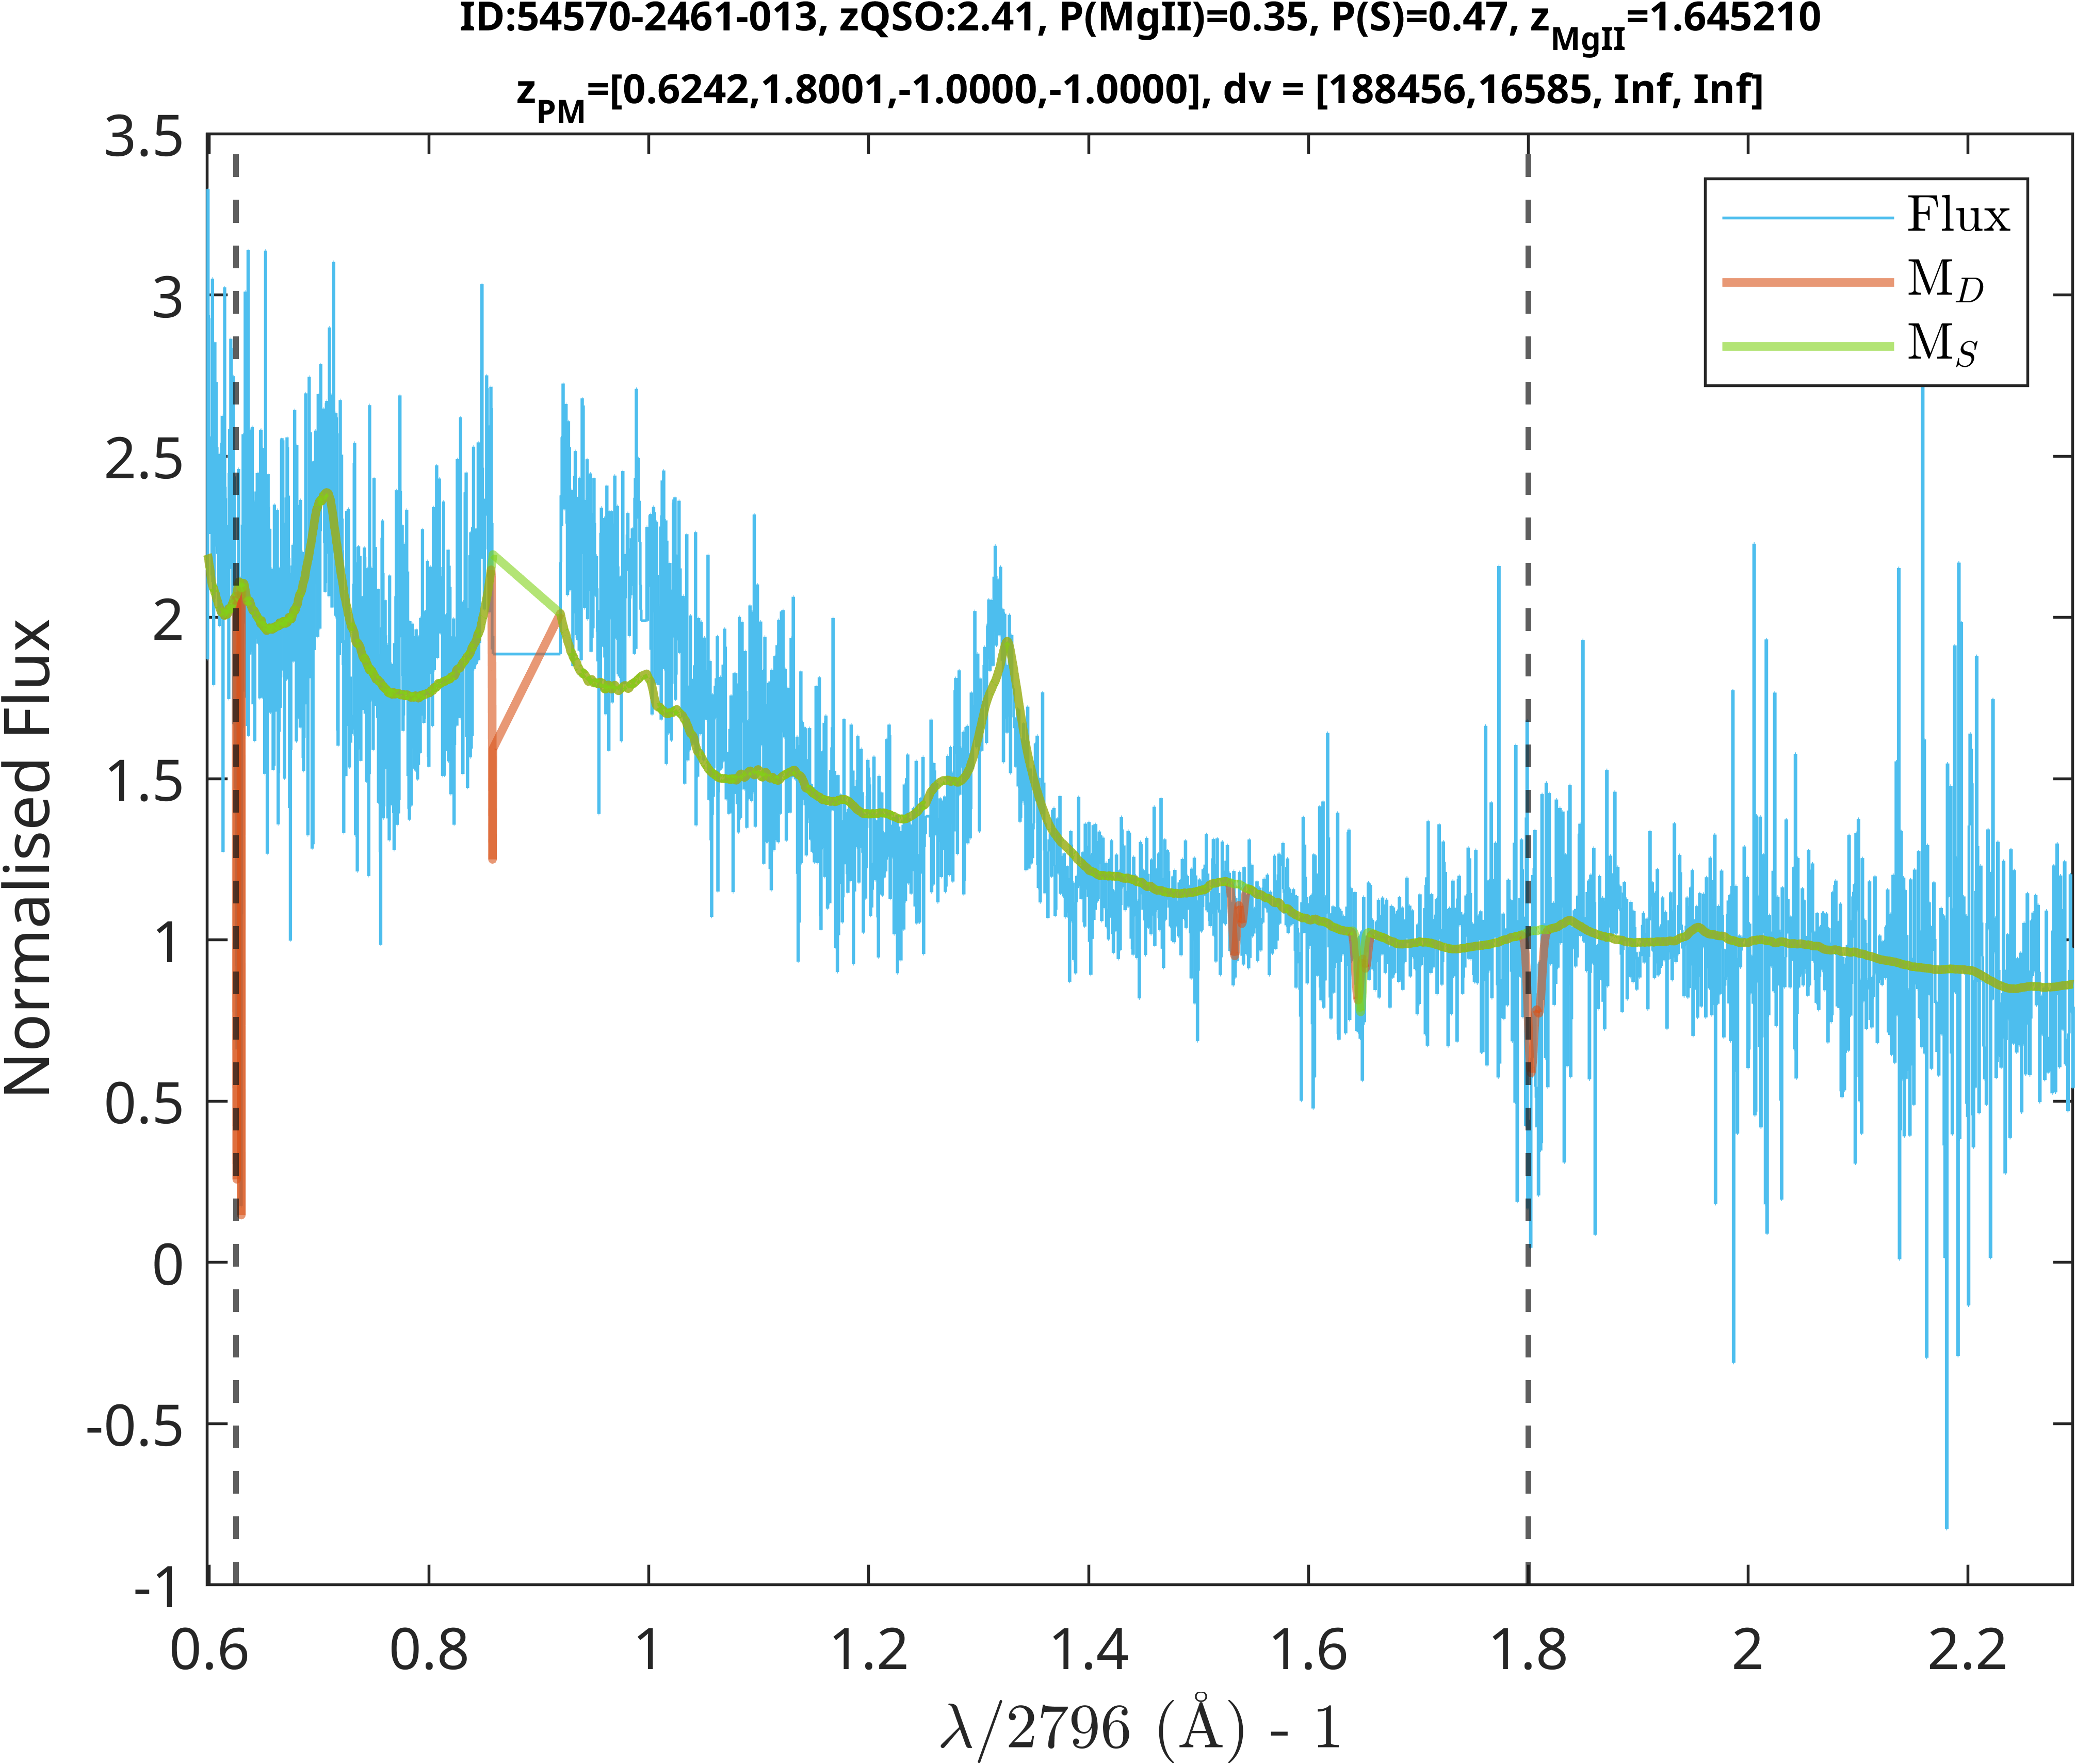 ID:54570-2461-013, zQSO:2.41, P(MgII)=0.35, P(S)=0.47, zMgII=1.645210
zPM=[0.6242,1.8001,-1.0000,-1.0000], dv = [188456,16585, Inf, Inf]
3.5
3
2.5
2
1.5
1
0.5
0
-0.5
-1
Normalised Flux
Flux
MD
MS
0.6 0.8 1 1.2 1.4 1.6 1.8 2 2.2
λ/2796 (Å) - 1